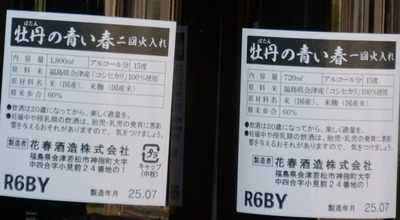 ぼたん
牡丹の青い春 二回火入れ
内容量 1,800ml アルコール分 15度
原料米 福島県会津産「コシヒカリ」100%使用
原材料名 米(国産)、米麹(国産米)
精米歩合 60%
●飲酒は20歳になってから。楽しく適量を。
●妊娠中や授乳期の飲酒は、胎児・乳児の発育に悪影
響を与えるおそれがありますので、気をつけましょう。
製造者 花春酒造株式会社
福島県会津若松市神指町大字
中四合字小見前24番地の1
キャップ
(中栓)
R6BY
製造年月 25.07
ぼたん
牡丹の青い春 一回火入れ
内容量 720ml アルコール分 15度
原料米 福島県会津産「コシヒカリ」100%使用
原材料名 米(国産)、米麹(国産米)
精米歩合 60%
●飲酒は20歳になってから。楽しく適量を。
●妊娠中や授乳期の飲酒は、胎児・乳児の発育に悪影
響を与えるおそれがありますので、気をつけましょう。
製造者 花春酒造株式会社
福島県会津若松市神指町大字
中四合字小見前24番地の1
R6BY
製造年月 25.07